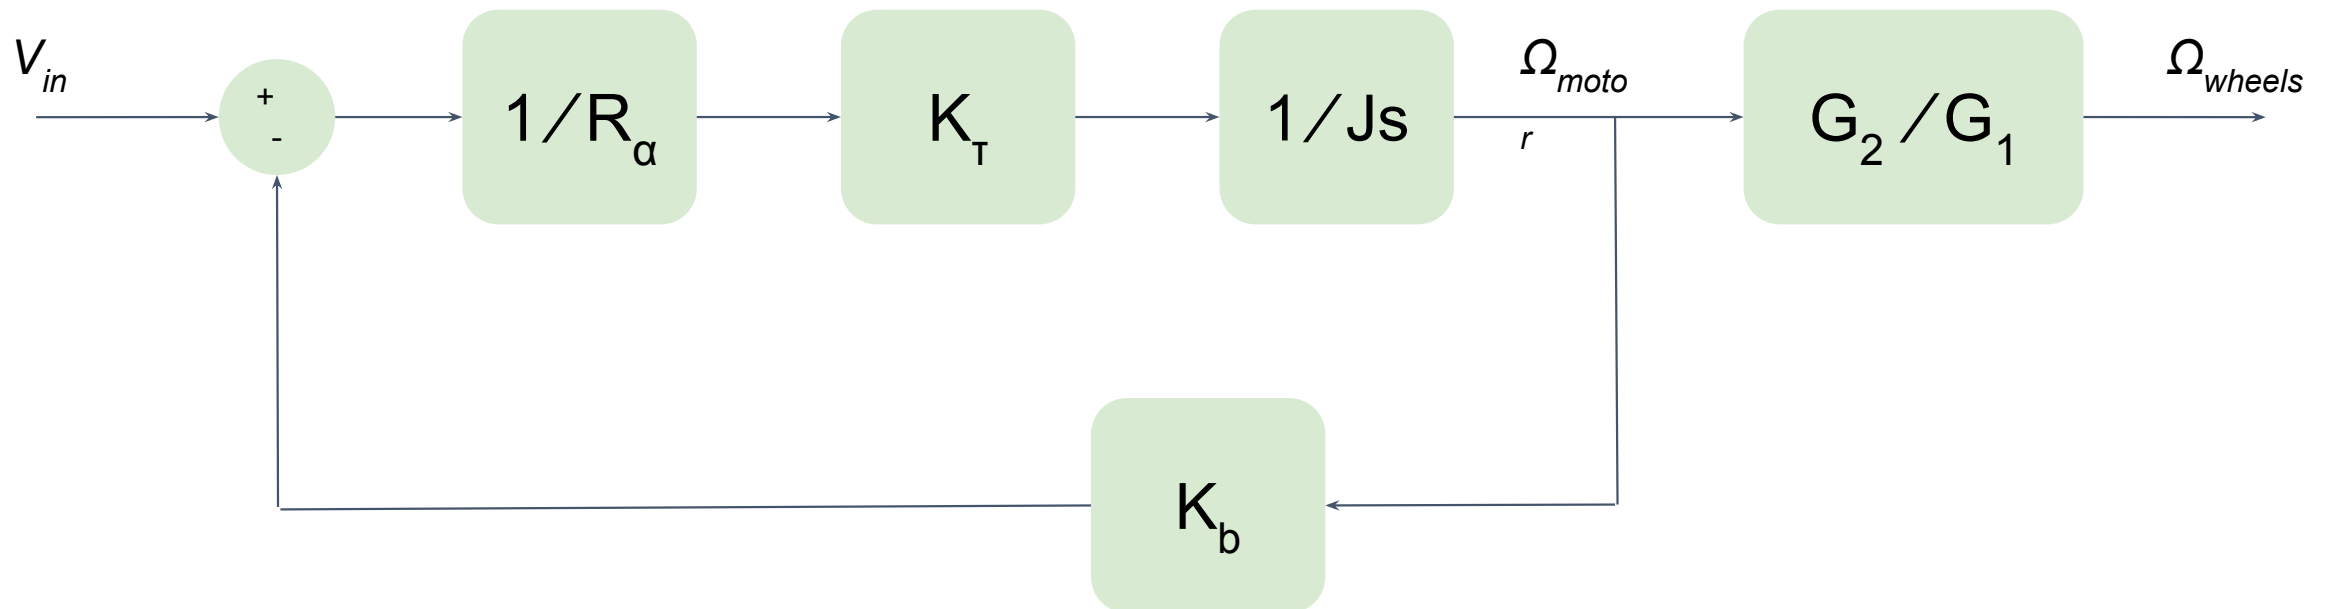 V_in
+
-
1/R_α
K_τ
1/Js
Ω_moto
r
G_2/G_1
Ω_wheels
K_b